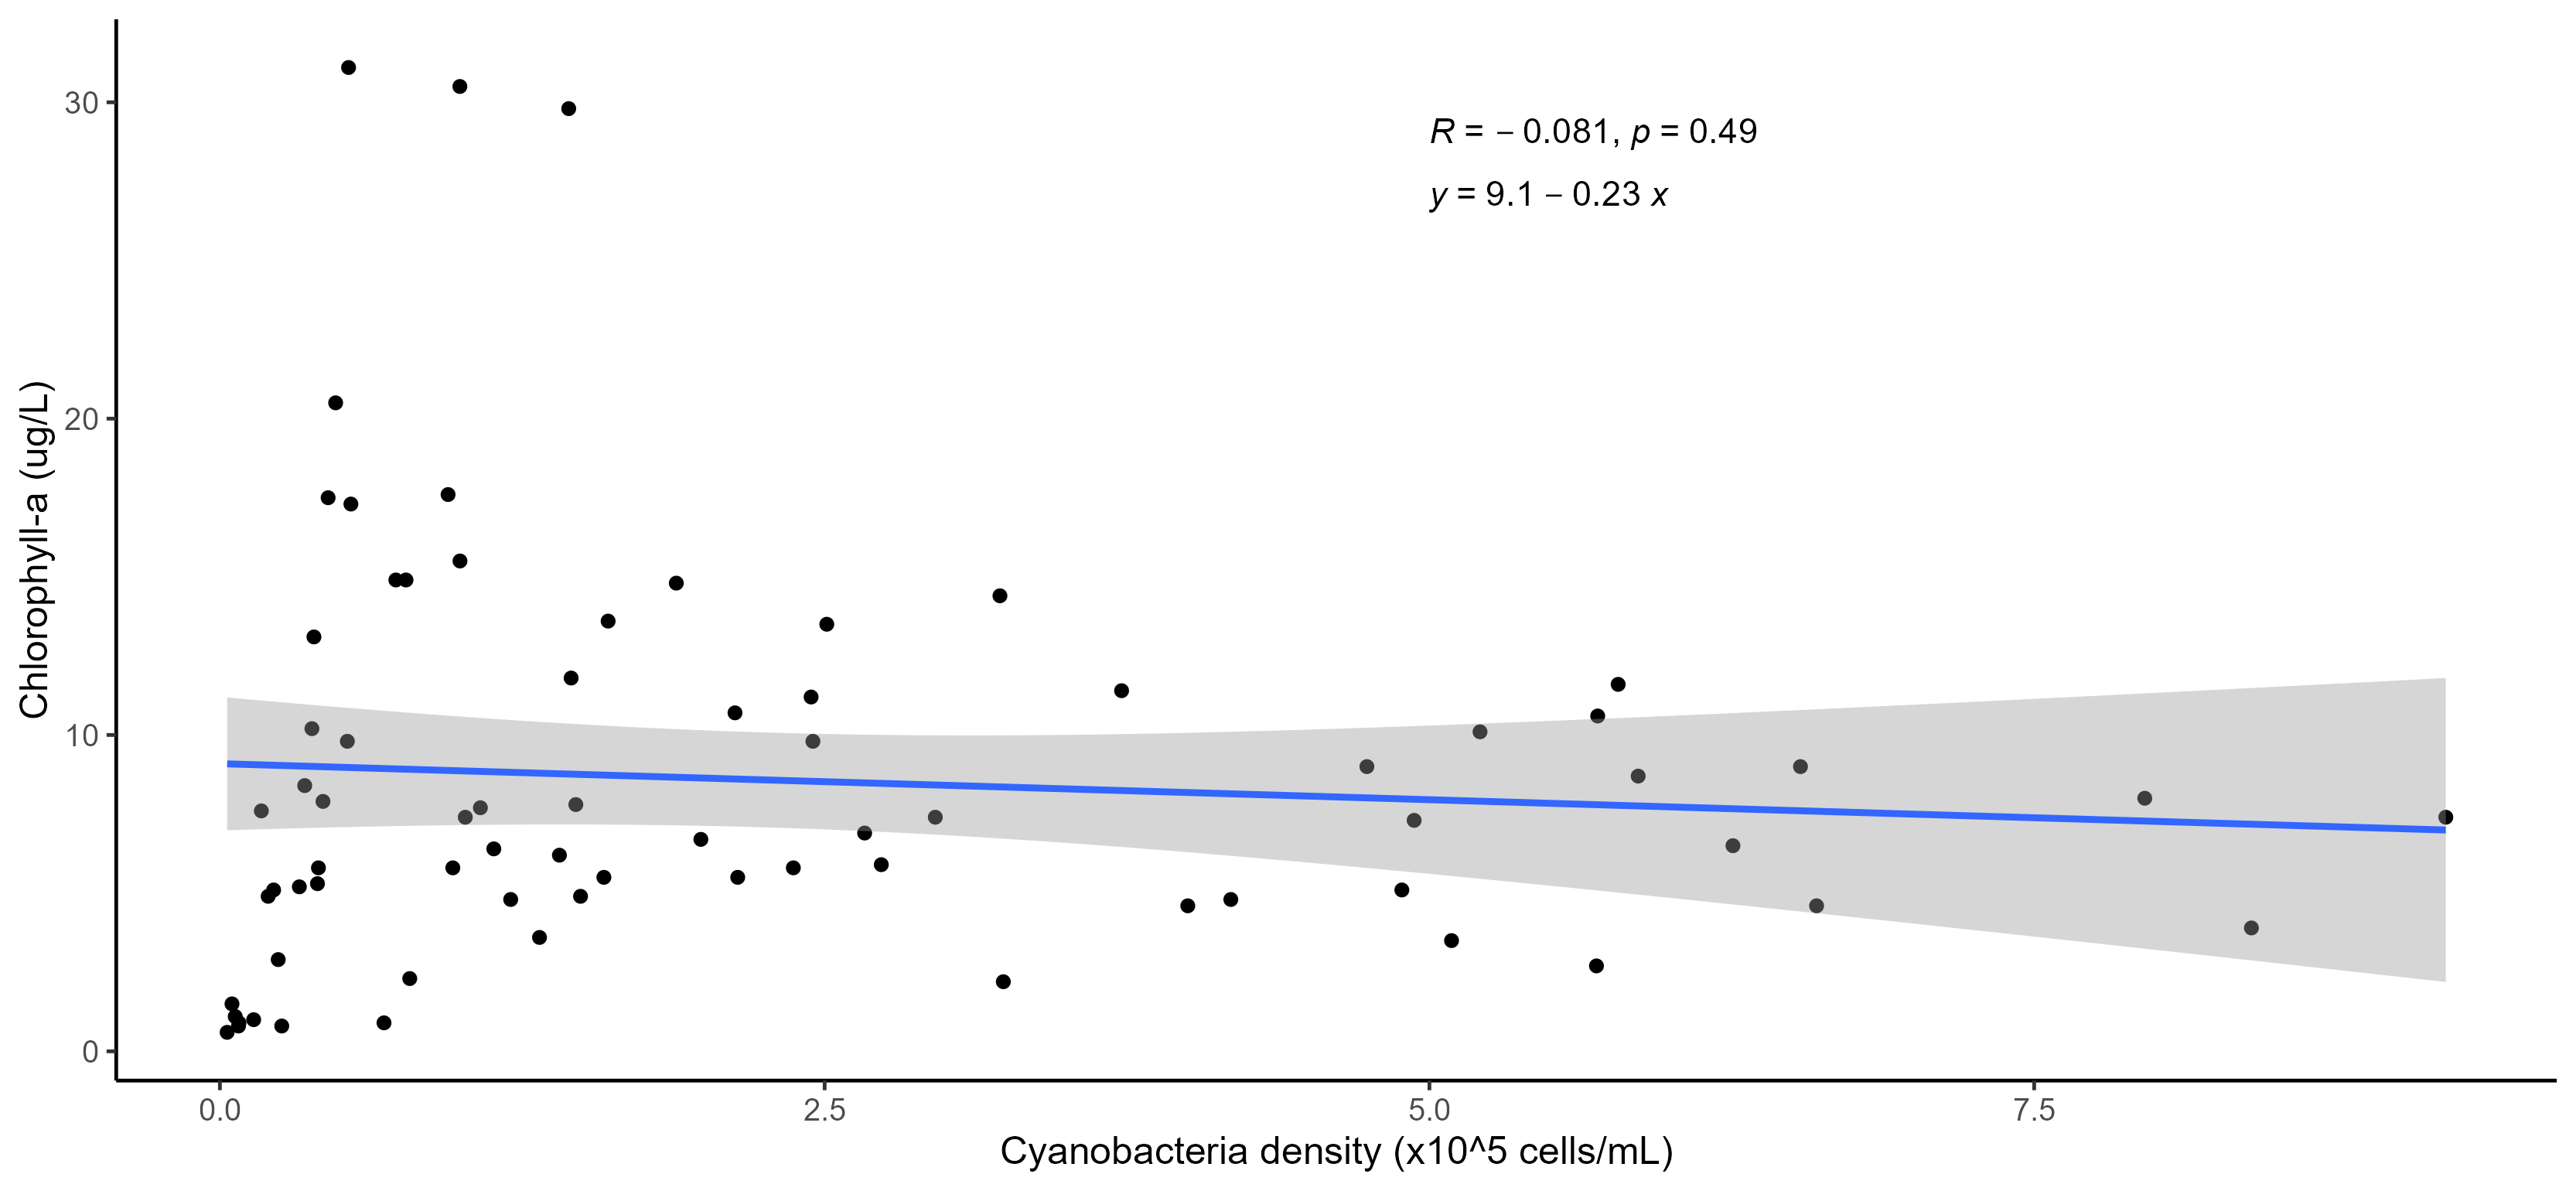 R = − 0.081, p = 0.49
y = 9.1 − 0.23 x
Chlorophyll-a (ug/L)
30
20
10
0
0.0
2.5
5.0
7.5
Cyanobacteria density (x10^5 cells/mL)